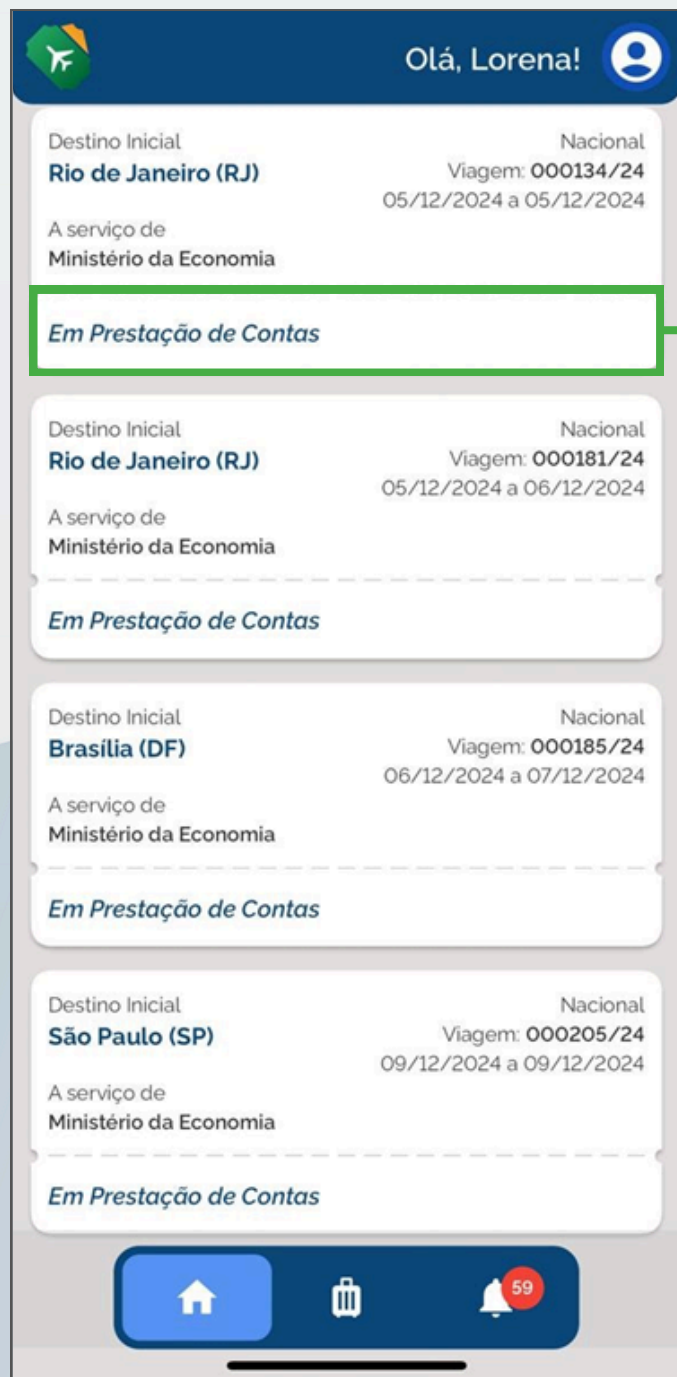 Olá, Lorena!
Destino Inicial Nacional
Rio de Janeiro (RJ) Viagem: 000134/24
05/12/2024 a 05/12/2024
A serviço de
Ministério da Economia
Em Prestação de Contas
Destino Inicial Nacional
Rio de Janeiro (RJ) Viagem: 000181/24
05/12/2024 a 06/12/2024
A serviço de
Ministério da Economia
Em Prestação de Contas
Destino Inicial Nacional
Brasília (DF) Viagem: 000185/24
06/12/2024 a 07/12/2024
A serviço de
Ministério da Economia
Em Prestação de Contas
Destino Inicial Nacional
São Paulo (SP) Viagem: 000205/24
09/12/2024 a 09/12/2024
A serviço de
Ministério da Economia
Em Prestação de Contas
59